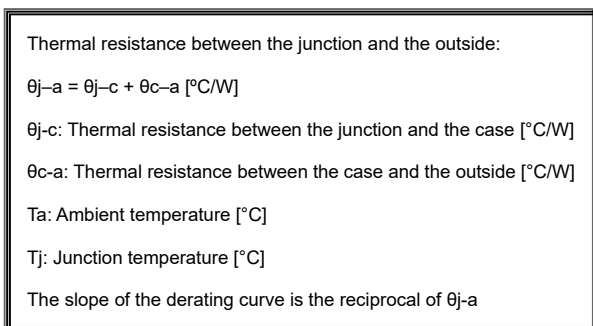 Thermal resistance between the junction and the outside:
θj–a = θj–c + θc–a [ºC/W]
θj-c: Thermal resistance between the junction and the case [°C/W]
θc-a: Thermal resistance between the case and the outside [°C/W]
Ta: Ambient temperature [°C]
Tj: Junction temperature [°C]
The slope of the derating curve is the reciprocal of θj-a